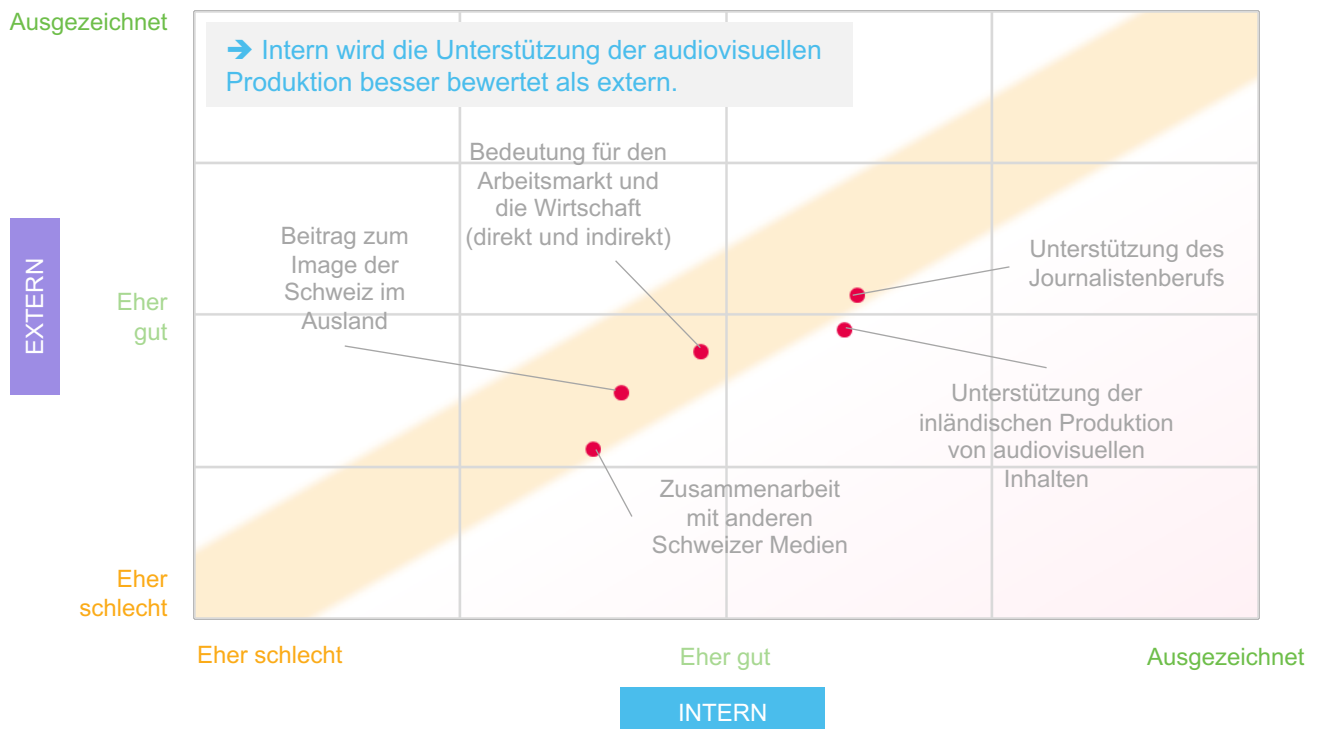 Ausgezeichnet
➔ Intern wird die Unterstützung der audiovisuellen
Produktion besser bewertet als extern.
Bedeutung für den
Arbeitsmarkt und
die Wirtschaft
(direkt und indirekt)
Beitrag zum
Image der
Schweiz im
Ausland
Unterstützung des
Journalistenberufs
EXTERN
Eher
gut
Unterstützung der
inländischen Produktion
von audiovisuellen
Inhalten
Zusammenarbeit
mit anderen
Schweizer Medien
Eher
schlecht
Eher schlecht
Eher gut
Ausgezeichnet
INTERN